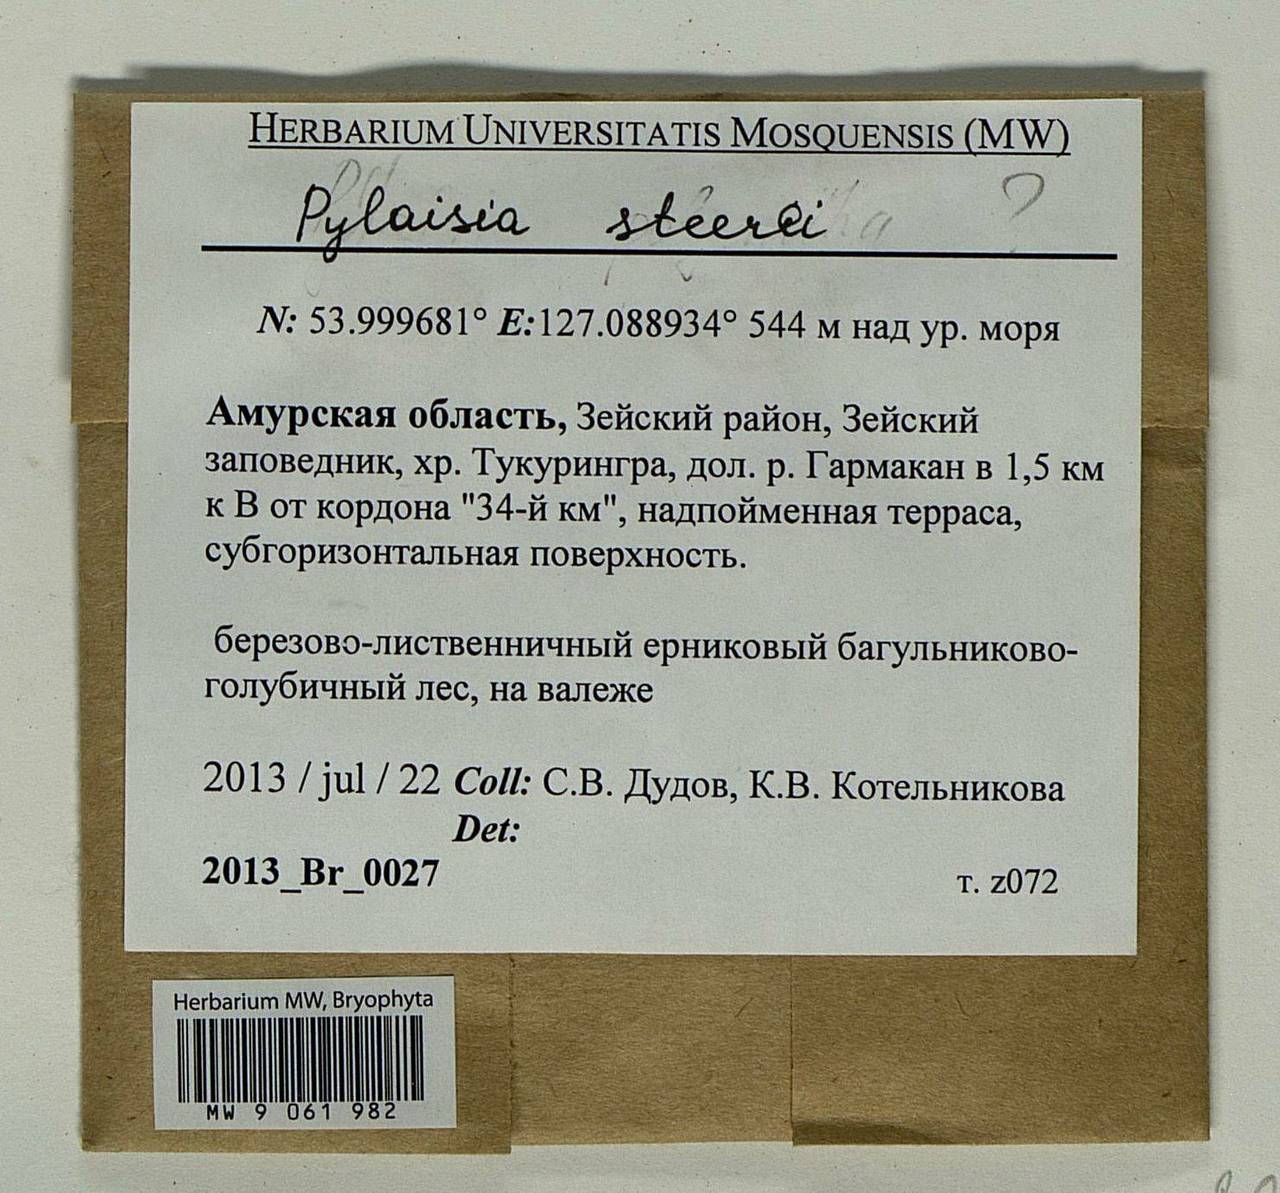 HERBARIUM UNIVERSITATIS MOSQUENSIS (MW)
Pylaisia steerei ?
N: 53.999681° E:127.088934° 544 м над ур. моря
Амурская область, Зейский район, Зейский
заповедник, хр. Тукурингра, дол. р. Гармакан в 1,5 км
к В от кордона "34-й км", надпойменная терраса,
субгоризонтальная поверхность.
березово-лиственничный ерниковый багульниково-
голубичный лес, на валеже
2013 / jul / 22 Coll: С.В. Дудов, К.В. Котельникова
Det:
2013_Br_0027 т. z072
Herbarium MW, Bryophyta
MW 9 061 982